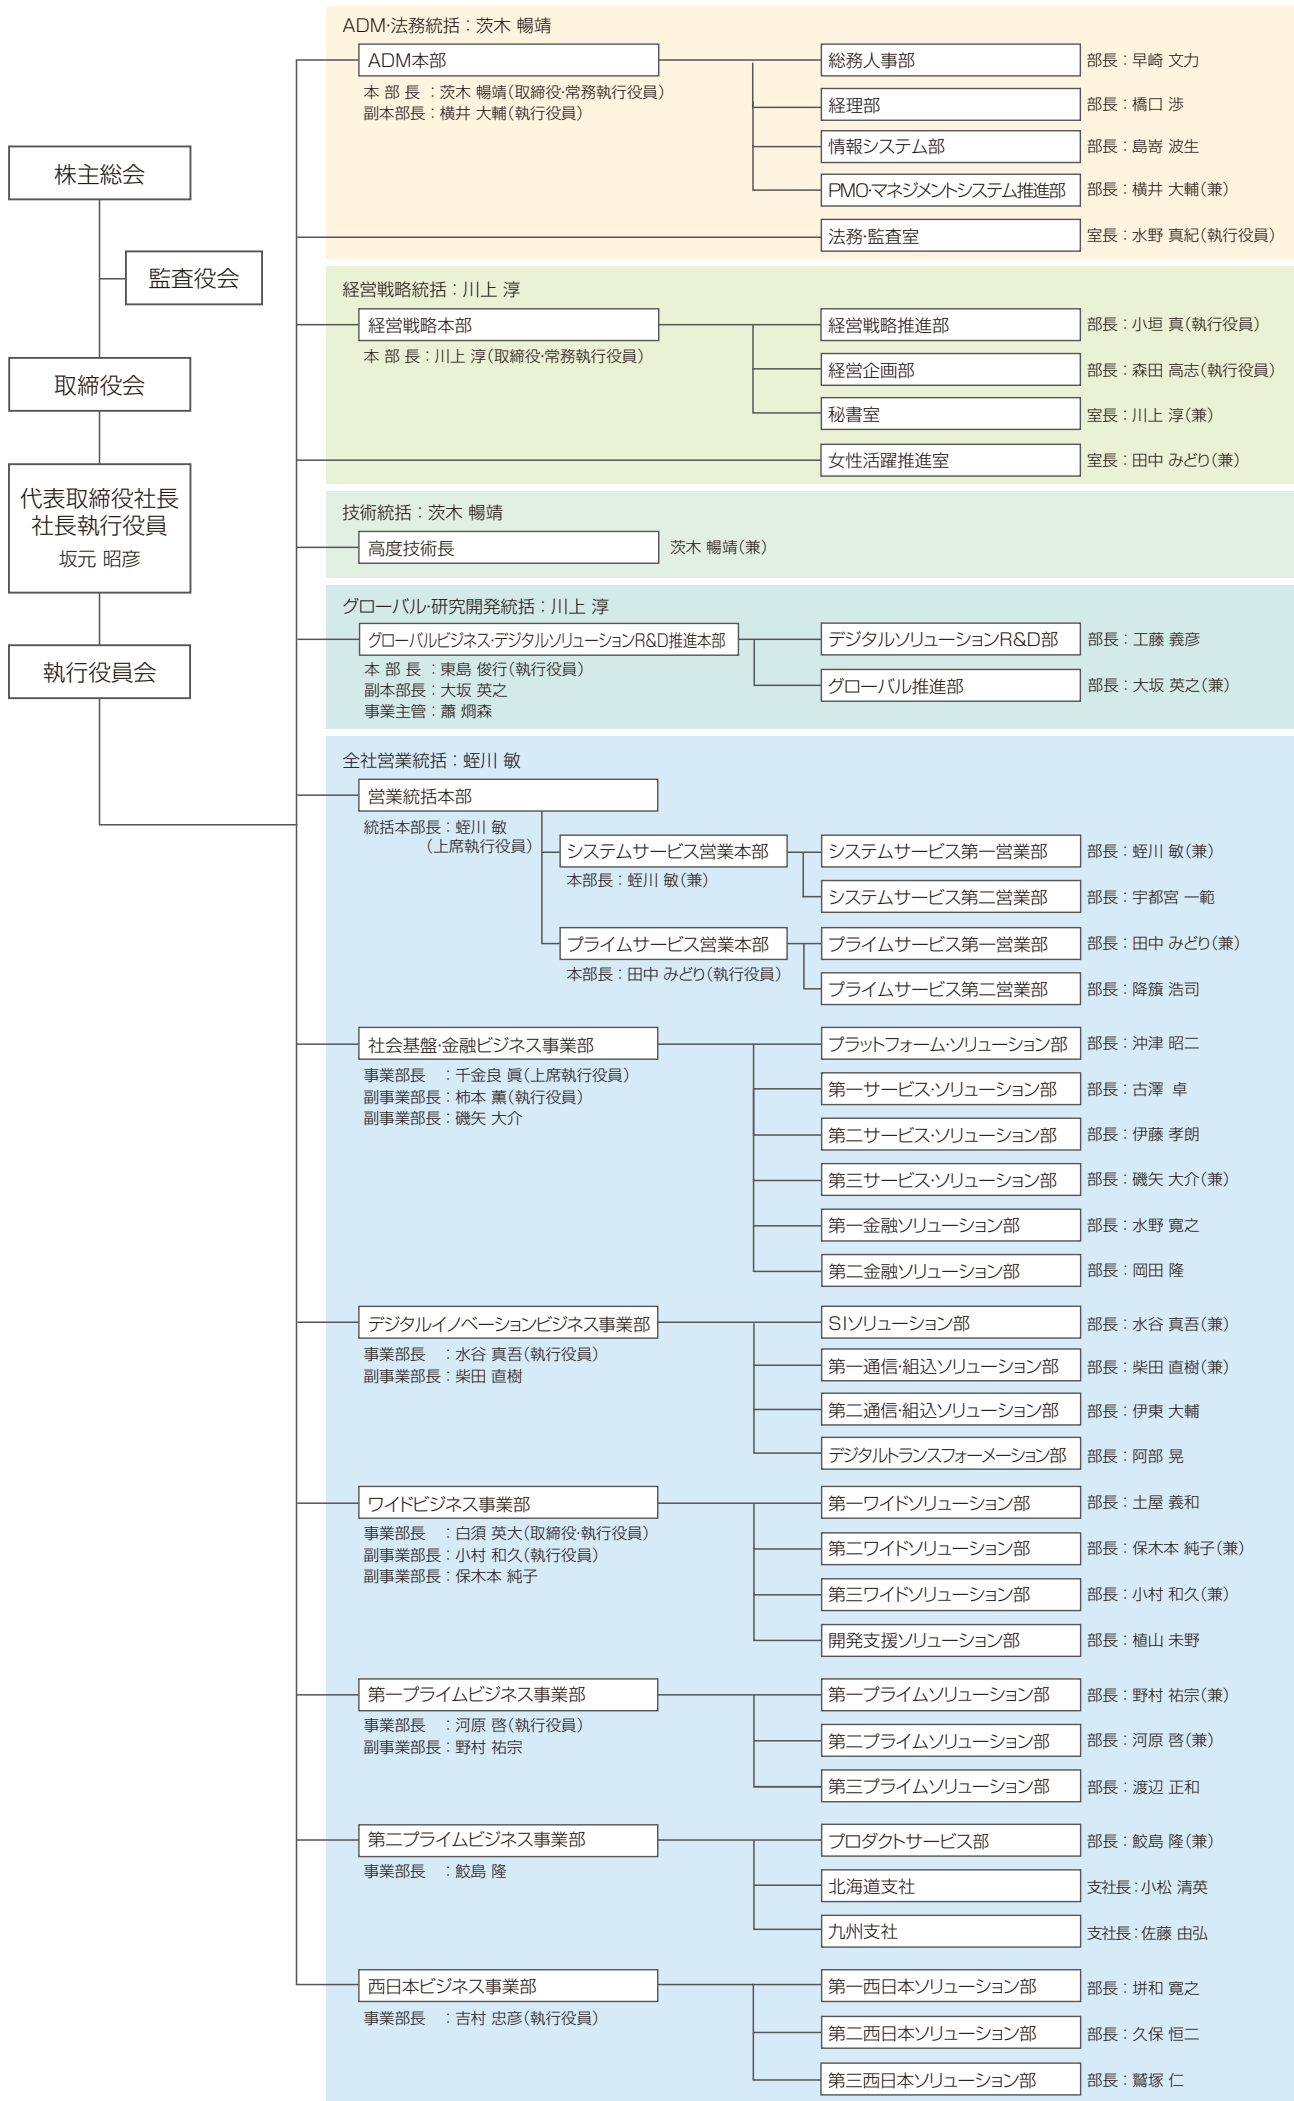 株主総会
監査役会
取締役会
代表取締役社長
社長執行役員
坂元 昭彦
執行役員会
ADM・法務統括：茨木 暢靖
ADM本部
本 部 長 ：茨木 暢靖（取締役・常務執行役員）
副本部長：横井 大輔（執行役員）
総務人事部 部長：早崎 文力
経理部 部長：橋口 渉
情報システム部 部長：島嵜 波生
PMO・マネジメントシステム推進部 部長：横井 大輔（兼）
法務・監査室 室長：水野 真紀（執行役員）
経営戦略統括：川上 淳
経営戦略本部
本 部 長：川上 淳（取締役・常務執行役員）
経営戦略推進部 部長：小垣 真（執行役員）
経営企画部 部長：森田 高志（執行役員）
秘書室 室長：川上 淳（兼）
女性活躍推進室 室長：田中 みどり（兼）
技術統括：茨木 暢靖
高度技術長 茨木 暢靖（兼）
グローバル・研究開発統括：川上 淳
グローバルビジネス・デジタルソリューションR&D推進本部
本 部 長 ：東島 俊行（執行役員）
副本部長：大坂 英之
事業主管：蕭 烱森
デジタルソリューションR&D部 部長：工藤 義彦
グローバル推進部 部長：大坂 英之（兼）
全社営業統括：蛭川 敏
営業統括本部
統括本部長：蛭川 敏
（上席執行役員）
システムサービス営業本部
本部長：蛭川 敏（兼）
システムサービス第一営業部 部長：蛭川 敏（兼）
システムサービス第二営業部 部長：宇都宮 一範
プライムサービス営業本部
本部長：田中 みどり（執行役員）
プライムサービス第一営業部 部長：田中 みどり（兼）
プライムサービス第二営業部 部長：降籏 浩司
社会基盤・金融ビジネス事業部
事業部長 ：千金良 眞（上席執行役員）
副事業部長：柿本 薫（執行役員）
副事業部長：磯矢 大介
プラットフォーム・ソリューション部 部長：沖津 昭二
第一サービス・ソリューション部 部長：古澤 卓
第二サービス・ソリューション部 部長：伊藤 孝朗
第三サービス・ソリューション部 部長：磯矢 大介（兼）
第一金融ソリューション部 部長：水野 寛之
第二金融ソリューション部 部長：岡田 隆
デジタルイノベーションビジネス事業部
事業部長 ：水谷 真吾（執行役員）
副事業部長：柴田 直樹
SIソリューション部 部長：水谷 真吾（兼）
第一通信・組込ソリューション部 部長：柴田 直樹（兼）
第二通信・組込ソリューション部 部長：伊東 大輔
デジタルトランスフォーメーション部 部長：阿部 晃
ワイドビジネス事業部
事業部長 ：白須 英大（取締役・執行役員）
副事業部長：小村 和久（執行役員）
副事業部長：保木本 純子
第一ワイドソリューション部 部長：土屋 義和
第二ワイドソリューション部 部長：保木本 純子（兼）
第三ワイドソリューション部 部長：小村 和久（兼）
開発支援ソリューション部 部長：植山 未野
第一プライムビジネス事業部
事業部長 ：河原 啓（執行役員）
副事業部長：野村 祐宗
第一プライムソリューション部 部長：野村 祐宗（兼）
第二プライムソリューション部 部長：河原 啓（兼）
第三プライムソリューション部 部長：渡辺 正和
第二プライムビジネス事業部
事業部長 ：鮫島 隆
プロダクトサービス部 部長：鮫島 隆（兼）
北海道支社 支社長：小松 清英
九州支社 支社長：佐藤 由弘
西日本ビジネス事業部
事業部長 ：吉村 忠彦（執行役員）
第一西日本ソリューション部 部長：垪和 寛之
第二西日本ソリューション部 部長：久保 恒二
第三西日本ソリューション部 部長：鷲塚 仁